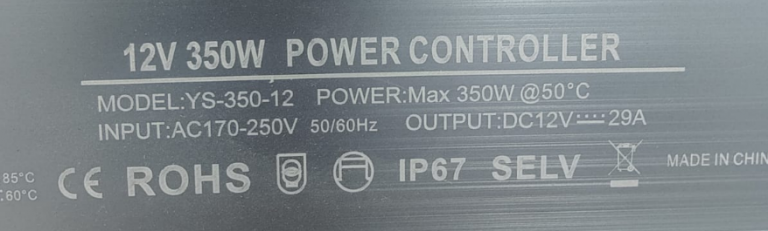 12V 350W POWER CONTROLLER
MODEL:YS-350-12 POWER:Max 350W @50°C
INPUT:AC170-250V 50/60Hz OUTPUT:DC12V⎓29A
85°C
60°C
CE ROHS IP67 SELV MADE IN